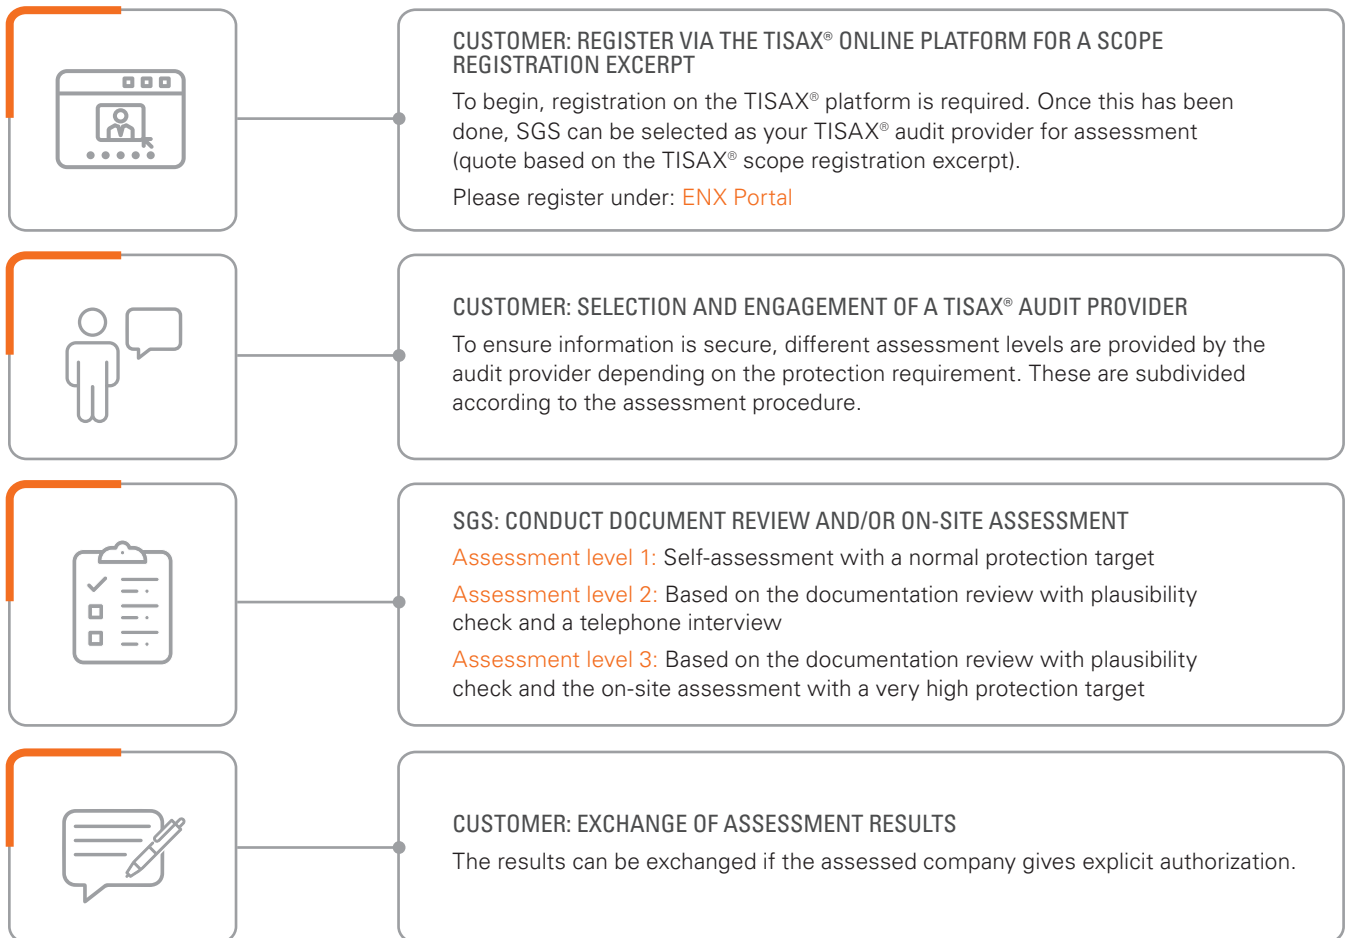 CUSTOMER: REGISTER VIA THE TISAX® ONLINE PLATFORM FOR A SCOPE
REGISTRATION EXCERPT
To begin, registration on the TISAX® platform is required. Once this has been
done, SGS can be selected as your TISAX® audit provider for assessment
(quote based on the TISAX® scope registration excerpt).
Please register under: ENX Portal
CUSTOMER: SELECTION AND ENGAGEMENT OF A TISAX® AUDIT PROVIDER
To ensure information is secure, different assessment levels are provided by the
audit provider depending on the protection requirement. These are subdivided
according to the assessment procedure.
SGS: CONDUCT DOCUMENT REVIEW AND/OR ON-SITE ASSESSMENT
Assessment level 1: Self-assessment with a normal protection target
Assessment level 2: Based on the documentation review with plausibility
check and a telephone interview
Assessment level 3: Based on the documentation review with plausibility
check and the on-site assessment with a very high protection target
CUSTOMER: EXCHANGE OF ASSESSMENT RESULTS
The results can be exchanged if the assessed company gives explicit authorization.